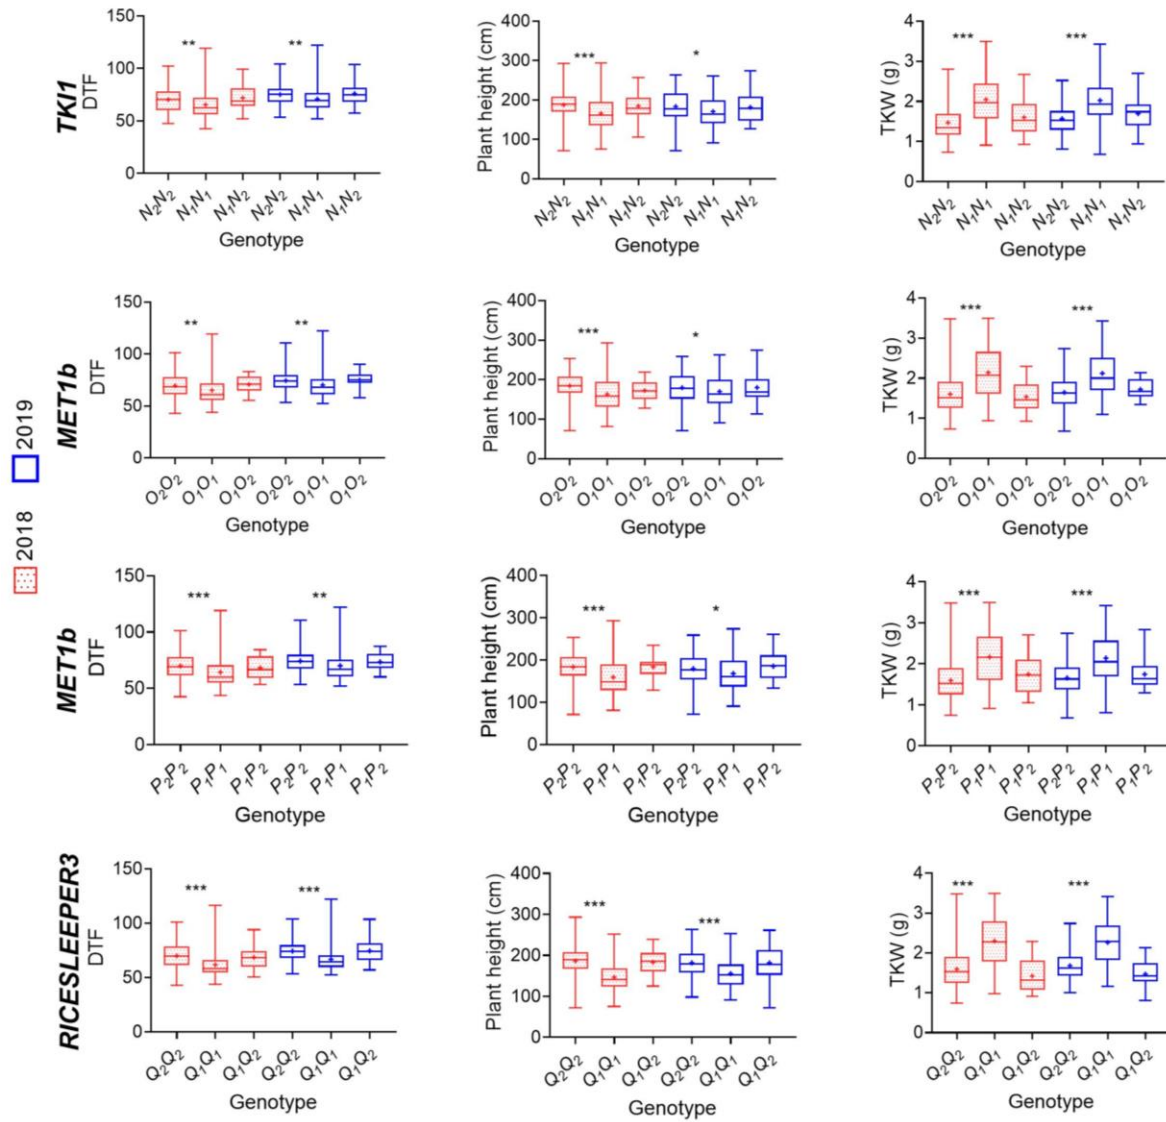 2018 2019
TKI1
DTF
150
100
50
0
**
**
N₂N₂ N₁N₁ N₁N₂ N₂N₂ N₁N₁ N₁N₂
Genotype
Plant height (cm)
400
300
200
100
0
***
*
N₂N₂ N₁N₁ N₁N₂ N₂N₂ N₁N₁ N₁N₂
Genotype
TKW (g)
4
3
2
1
0
***
***
N₂N₂ N₁N₁ N₁N₂ N₂N₂ N₁N₁ N₁N₂
Genotype
MET1b
DTF
150
100
50
0
**
**
O₂O₂ O₁O₁ O₁O₂ O₂O₂ O₁O₁ O₁O₂
Genotype
Plant height (cm)
400
300
200
100
0
***
*
O₂O₂ O₁O₁ O₁O₂ O₂O₂ O₁O₁ O₁O₂
Genotype
TKW (g)
4
3
2
1
0
***
***
O₂O₂ O₁O₁ O₁O₂ O₂O₂ O₁O₁ O₁O₂
Genotype
MET1b
DTF
150
100
50
0
***
**
P₂P₂ P₁P₁ P₁P₂ P₂P₂ P₁P₁ P₁P₂
Genotype
Plant height (cm)
400
300
200
100
0
***
*
P₂P₂ P₁P₁ P₁P₂ P₂P₂ P₁P₁ P₁P₂
Genotype
TKW (g)
4
3
2
1
0
***
***
P₂P₂ P₁P₁ P₁P₂ P₂P₂ P₁P₁ P₁P₂
Genotype
RICESLEEPER3
DTF
150
100
50
0
***
***
Q₂Q₂ Q₁Q₁ Q₁Q₂ Q₂Q₂ Q₁Q₁ Q₁Q₂
Genotype
Plant height (cm)
400
300
200
100
0
***
***
Q₂Q₂ Q₁Q₁ Q₁Q₂ Q₂Q₂ Q₁Q₁ Q₁Q₂
Genotype
TKW (g)
4
3
2
1
0
***
***
Q₂Q₂ Q₁Q₁ Q₁Q₂ Q₂Q₂ Q₁Q₁ Q₁Q₂
Genotype